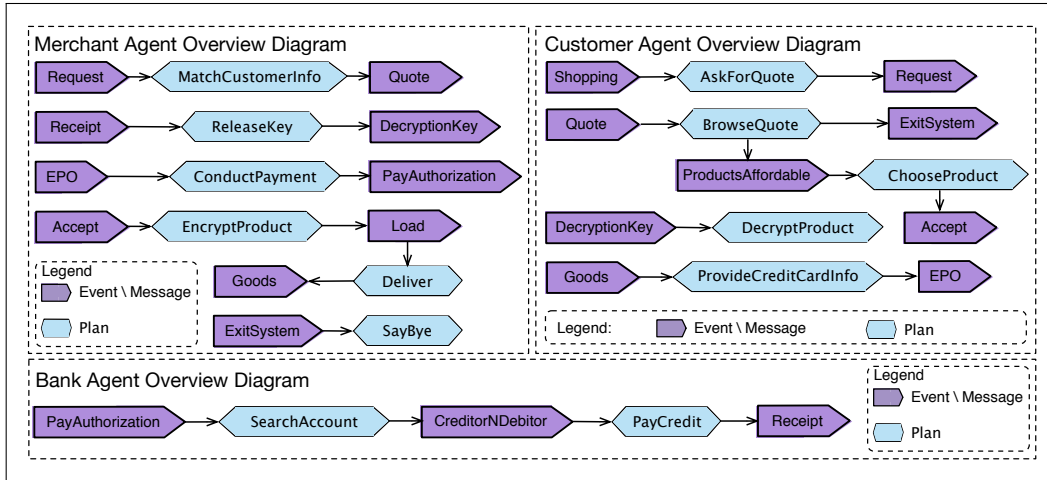 Merchant Agent Overview Diagram
Request
MatchCustomerInfo
Quote
Receipt
ReleaseKey
DecryptionKey
EPO
ConductPayment
PayAuthorization
Accept
EncryptProduct
Load
Legend
Event \ Message
Plan
Goods
Deliver
ExitSystem
SayBye
Customer Agent Overview Diagram
Shopping
AskForQuote
Request
Quote
BrowseQuote
ExitSystem
ProductsAffordable
ChooseProduct
DecryptionKey
DecryptProduct
Accept
Goods
ProvideCreditCardInfo
EPO
Legend:
Event \ Message
Plan
Bank Agent Overview Diagram
PayAuthorization
SearchAccount
CreditorNDebitor
PayCredit
Receipt
Legend
Event \ Message
Plan